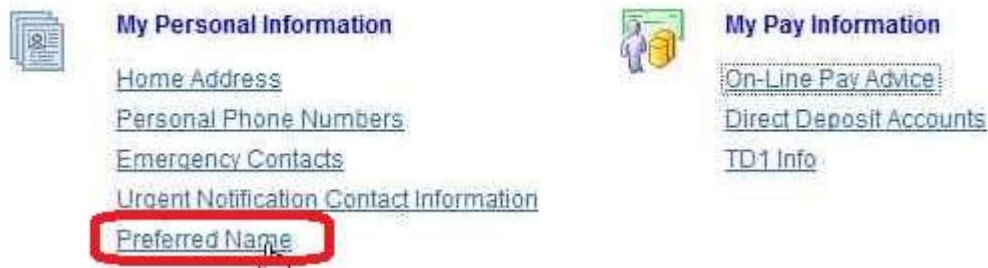 My Personal Information
Home Address
Personal Phone Numbers
Emergency Contacts
Urgent Notification Contact Information
Preferred Name
My Pay Information
On-Line Pay Advice
Direct Deposit Accounts
TD1 Info